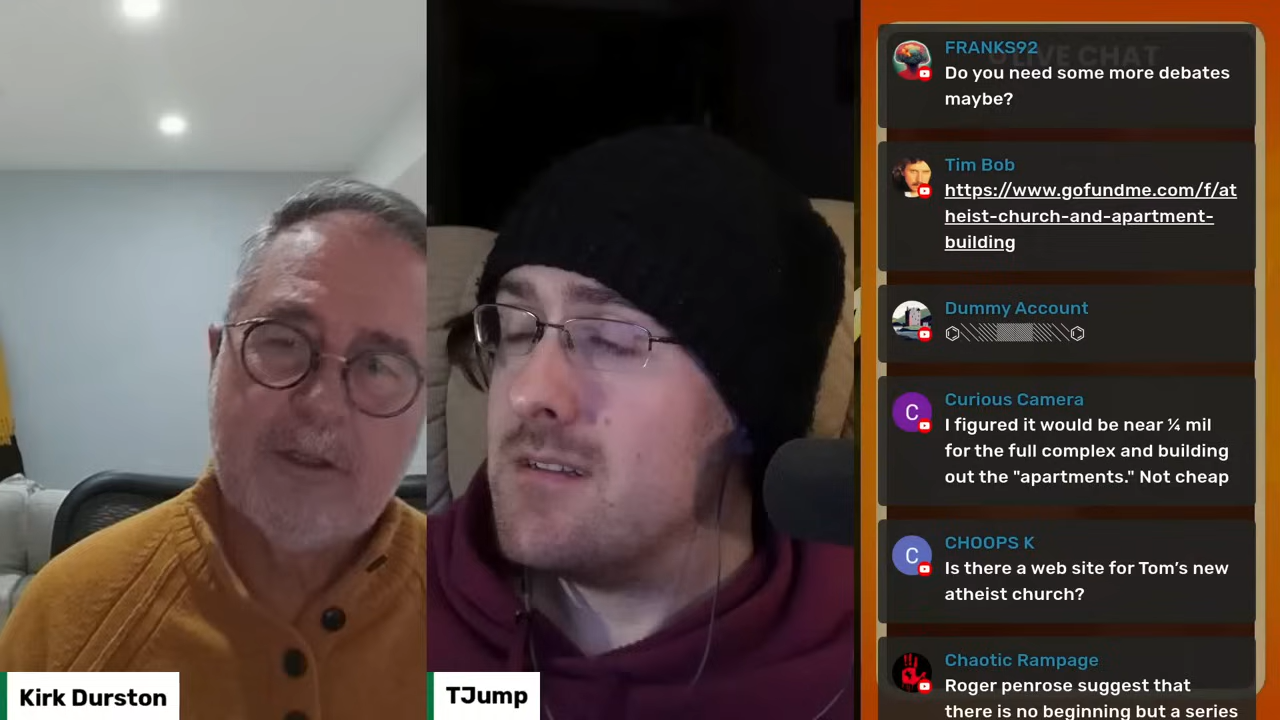 LIVE CHAT
FRANKS92
Do you need some more debates
maybe?
Tim Bob
https://www.gofundme.com/f/at
heist-church-and-apartment-
building
Dummy Account
C
Curious Camera
I figured it would be near ¼ mil
for the full complex and building
out the "apartments." Not cheap
C
CHOOPS K
Is there a web site for Tom’s new
atheist church?
Chaotic Rampage
Roger penrose suggest that
there is no beginning but a series
Kirk Durston
TJump